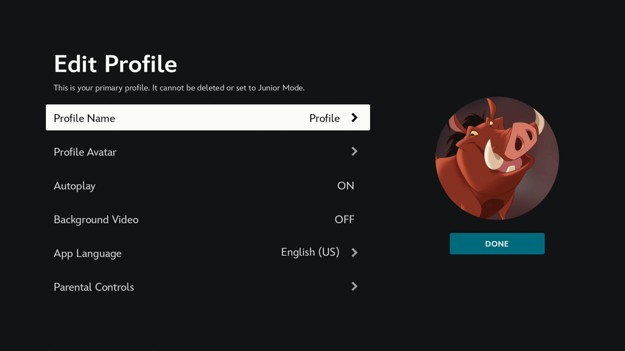 Edit Profile
This is your primary profile. It cannot be deleted or set to Junior Mode.
Profile Name Profile
Profile Avatar
Autoplay ON
Background Video OFF
App Language English (US)
Parental Controls
DONE